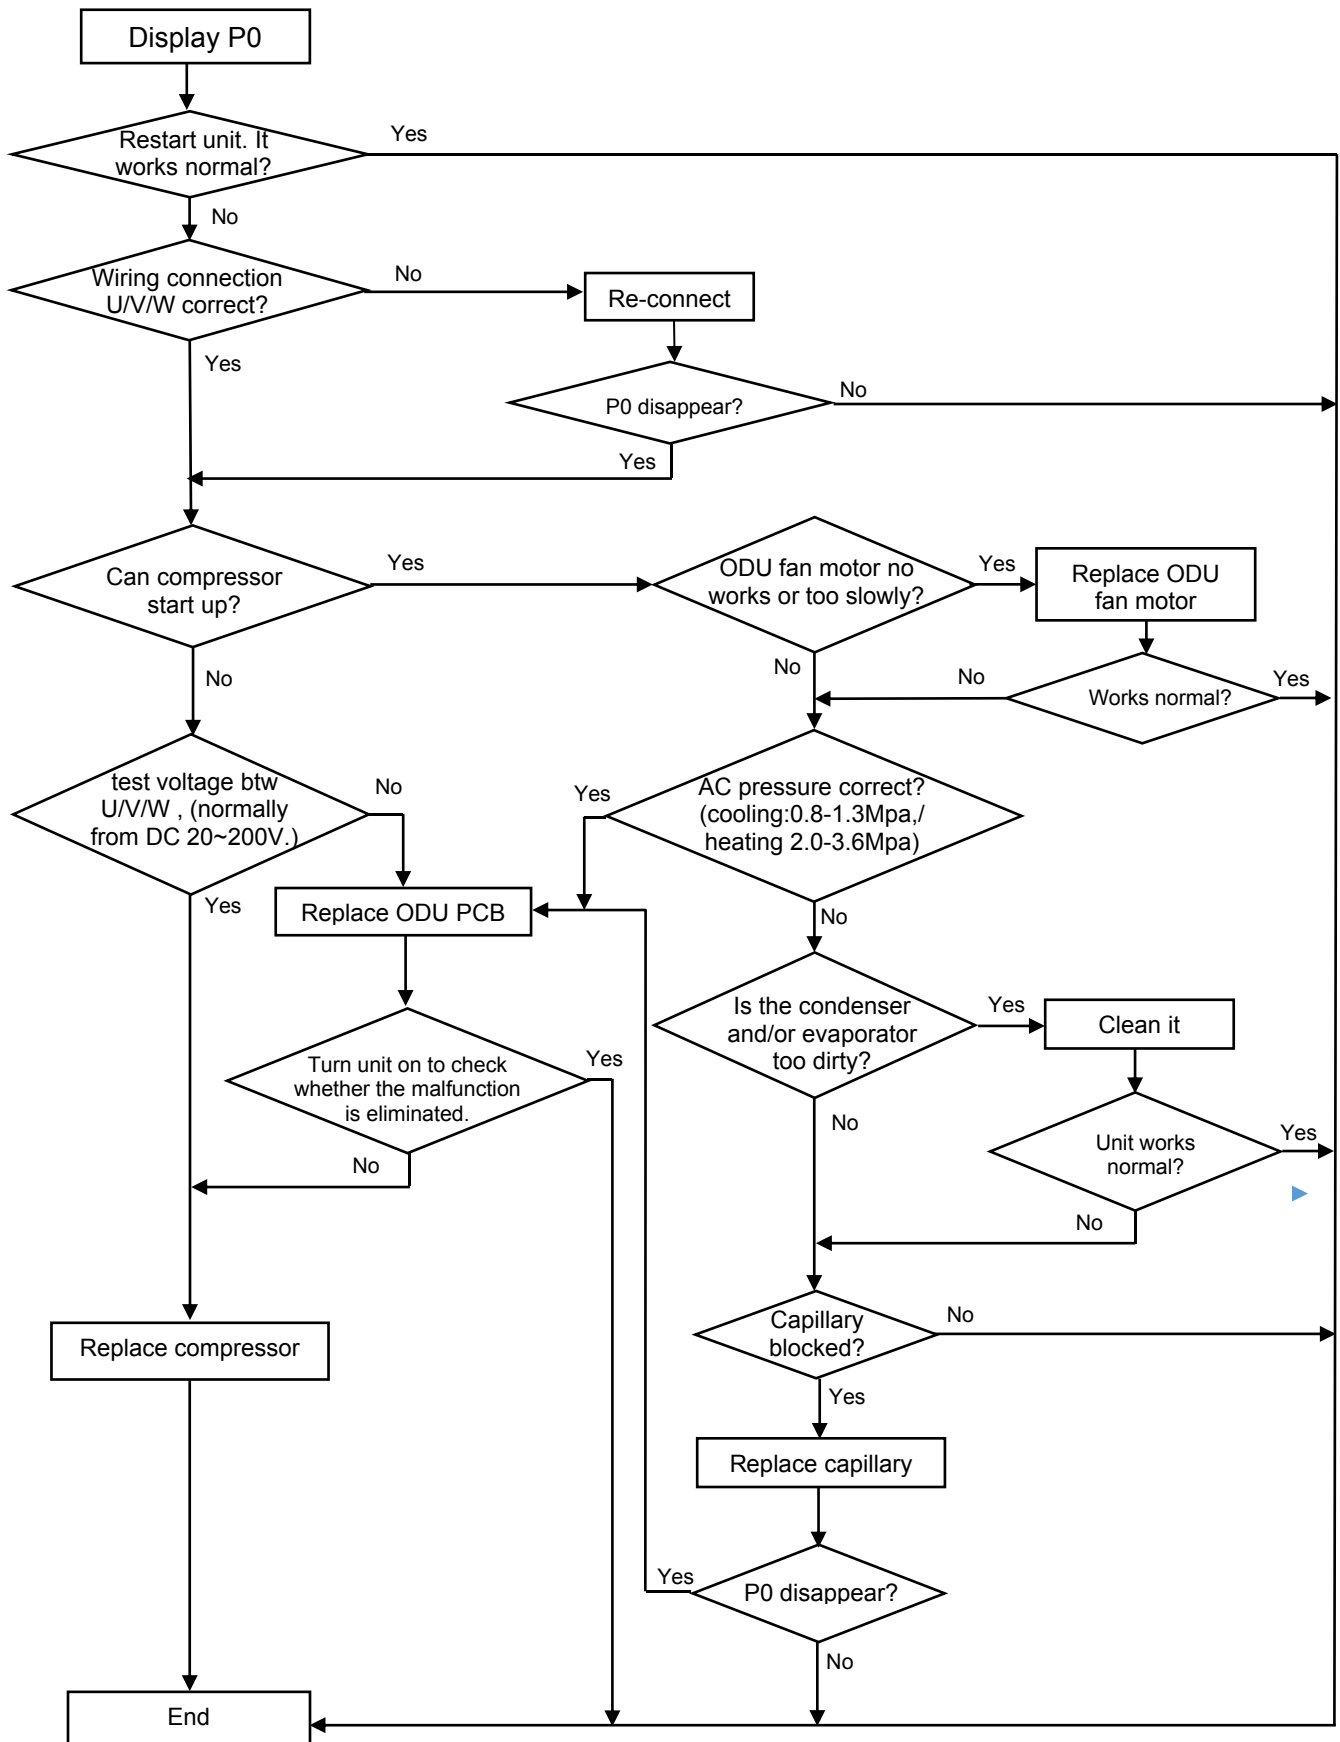 Display P0
Restart unit. It
works normal?
Yes
No
Wiring connection
U/V/W correct?
No
Re-connect
Yes
P0 disappear?
No
Yes
Can compressor
start up?
Yes
ODU fan motor no
works or too slowly?
Yes
Replace ODU
fan motor
No
No
No
Works normal?
Yes
test voltage btw
U/V/W , (normally
from DC 20~200V.)
No
Yes
AC pressure correct?
(cooling:0.8-1.3Mpa,/
heating 2.0-3.6Mpa)
Yes
Replace ODU PCB
No
Is the condenser
and/or evaporator
too dirty?
Yes
Clean it
Turn unit on to check
whether the malfunction
is eliminated.
Yes
No
No
Unit works
normal?
Yes
No
Capillary
blocked?
No
Replace compressor
Yes
Replace capillary
Yes
P0 disappear?
No
End